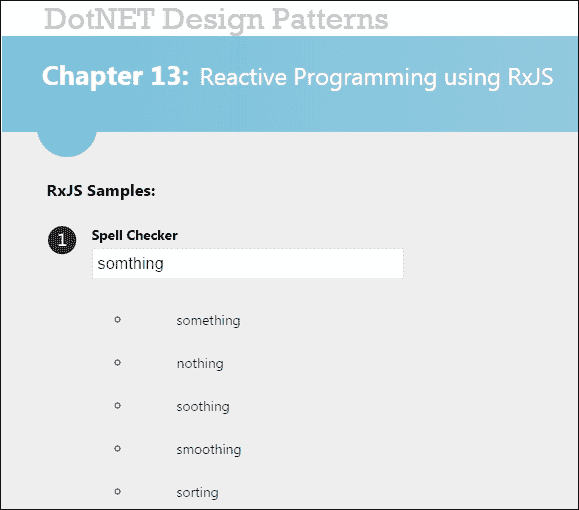 DotNET Design Patterns
Chapter 13: Reactive Programming using RxJS
RxJS Samples:
1 Spell Checker
somthing
something
nothing
soothing
smoothing
sorting